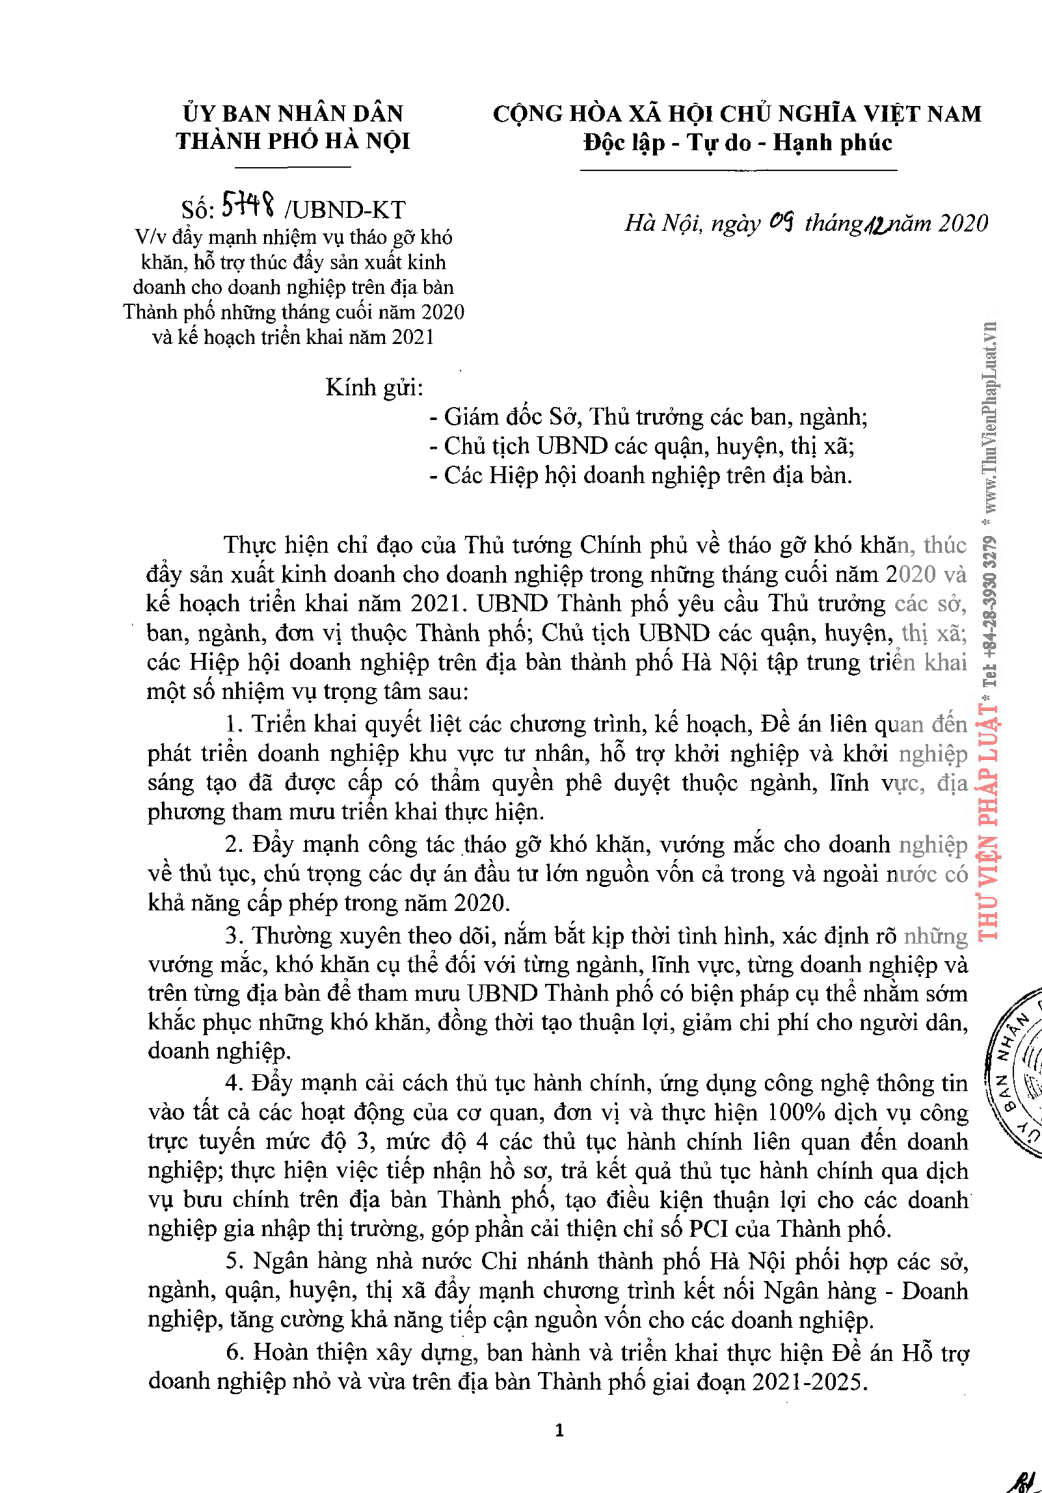 ỦY BAN NHÂN DÂN
THÀNH PHỐ HÀ NỘI
CỘNG HÒA XÃ HỘI CHỦ NGHĨA VIỆT NAM
Độc lập - Tự do - Hạnh phúc
Số: 5748 /UBND-KT
V/v đẩy mạnh nhiệm vụ tháo gỡ khó
khăn, hỗ trợ thúc đẩy sản xuất kinh
doanh cho doanh nghiệp trên địa bàn
Thành phố những tháng cuối năm 2020
và kế hoạch triển khai năm 2021
Hà Nội, ngày 09 tháng 12 năm 2020
Kính gửi:
- Giám đốc Sở, Thủ trưởng các ban, ngành;
- Chủ tịch UBND các quận, huyện, thị xã;
- Các Hiệp hội doanh nghiệp trên địa bàn.
Thực hiện chỉ đạo của Thủ tướng Chính phủ về tháo gỡ khó khăn, thúc
đẩy sản xuất kinh doanh cho doanh nghiệp trong những tháng cuối năm 2020 và
kế hoạch triển khai năm 2021. UBND Thành phố yêu cầu Thủ trưởng các sở,
ban, ngành, đơn vị thuộc Thành phố; Chủ tịch UBND các quận, huyện, thị xã;
các Hiệp hội doanh nghiệp trên địa bàn thành phố Hà Nội tập trung triển khai
một số nhiệm vụ trọng tâm sau:
1. Triển khai quyết liệt các chương trình, kế hoạch, Đề án liên quan đến
phát triển doanh nghiệp khu vực tư nhân, hỗ trợ khởi nghiệp và khởi nghiệp
sáng tạo đã được cấp có thẩm quyền phê duyệt thuộc ngành, lĩnh vực, địa
phương tham mưu triển khai thực hiện.
2. Đẩy mạnh công tác tháo gỡ khó khăn, vướng mắc cho doanh nghiệp
về thủ tục, chú trọng các dự án đầu tư lớn nguồn vốn cả trong và ngoài nước có
khả năng cấp phép trong năm 2020.
3. Thường xuyên theo dõi, nắm bắt kịp thời tình hình, xác định rõ những
vướng mắc, khó khăn cụ thể đối với từng ngành, lĩnh vực, từng doanh nghiệp và
trên từng địa bàn để tham mưu UBND Thành phố có biện pháp cụ thể nhằm sớm
khắc phục những khó khăn, đồng thời tạo thuận lợi, giảm chi phí cho người dân,
doanh nghiệp.
4. Đẩy mạnh cải cách thủ tục hành chính, ứng dụng công nghệ thông tin
vào tất cả các hoạt động của cơ quan, đơn vị và thực hiện 100% dịch vụ công
trực tuyến mức độ 3, mức độ 4 các thủ tục hành chính liên quan đến doanh
nghiệp; thực hiện việc tiếp nhận hồ sơ, trả kết quả thủ tục hành chính qua dịch
vụ bưu chính trên địa bàn Thành phố, tạo điều kiện thuận lợi cho các doanh
nghiệp gia nhập thị trường, góp phần cải thiện chỉ số PCI của Thành phố.
5. Ngân hàng nhà nước Chi nhánh thành phố Hà Nội phối hợp các sở,
ngành, quận, huyện, thị xã đẩy mạnh chương trình kết nối Ngân hàng - Doanh
nghiệp, tăng cường khả năng tiếp cận nguồn vốn cho các doanh nghiệp.
6. Hoàn thiện xây dựng, ban hành và triển khai thực hiện Đề án Hỗ trợ
doanh nghiệp nhỏ và vừa trên địa bàn Thành phố giai đoạn 2021-2025.
1
THƯ VIỆN PHÁP LUẬT * Tel: +84-28-3930 3279 * www.ThuVienPhapLuat.vn
ỦY BAN NHÂN